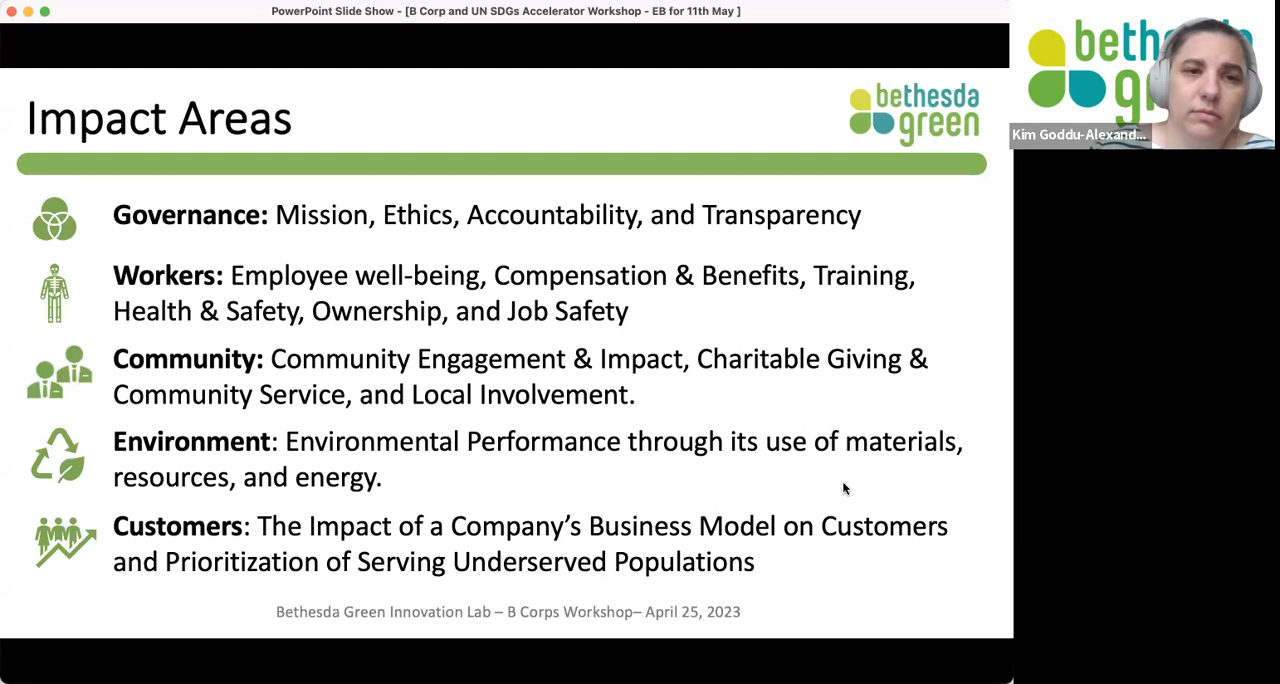 PowerPoint Slide Show - [B Corp and UN SDGs Accelerator Workshop - EB for 11th May ]
Impact Areas
bethesda
green
Governance: Mission, Ethics, Accountability, and Transparency
Workers: Employee well-being, Compensation & Benefits, Training,
Health & Safety, Ownership, and Job Safety
Community: Community Engagement & Impact, Charitable Giving &
Community Service, and Local Involvement.
Environment: Environmental Performance through its use of materials,
resources, and energy.
Customers: The Impact of a Company’s Business Model on Customers
and Prioritization of Serving Underserved Populations
Bethesda Green Innovation Lab – B Corps Workshop– April 25, 2023
Kim Goddu-Alexand...